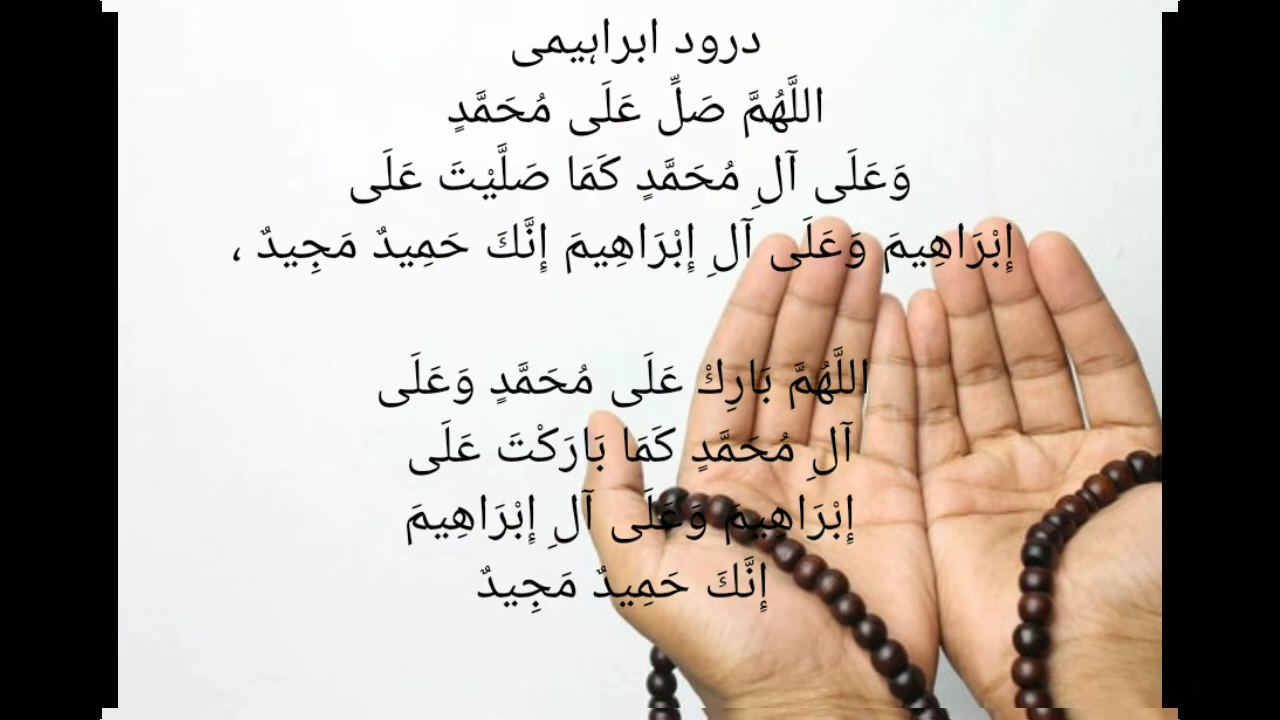 درود ابراہیمی
اللَّهُمَّ صَلِّ عَلَى مُحَمَّدٍ
وَعَلَى آلِ مُحَمَّدٍ كَمَا صَلَّيْتَ عَلَى
إِبْرَاهِيمَ وَعَلَى آلِ إِبْرَاهِيمَ إِنَّكَ حَمِيدٌ مَجِيدٌ ،
اللَّهُمَّ بَارِكْ عَلَى مُحَمَّدٍ وَعَلَى
آلِ مُحَمَّدٍ كَمَا بَارَكْتَ عَلَى
إِبْرَاهِيمَ وَعَلَى آلِ إِبْرَاهِيمَ
إِنَّكَ حَمِيدٌ مَجِيدٌ